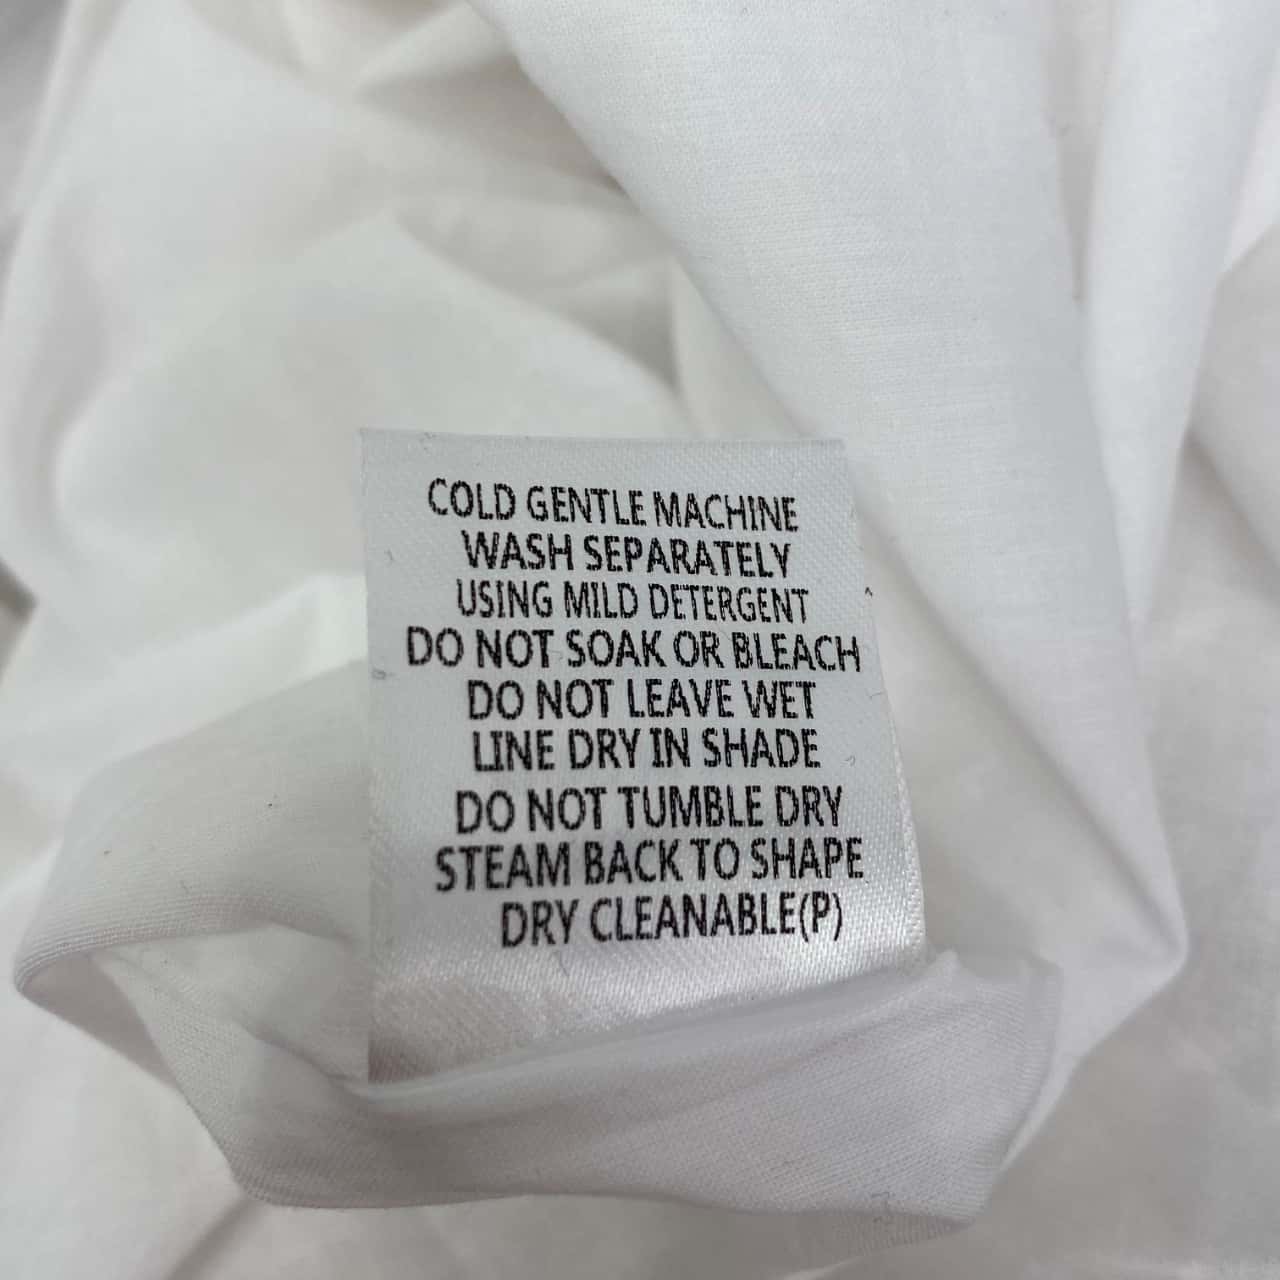 COLD GENTLE MACHINE
WASH SEPARATELY
USING MILD DETERGENT
DO NOT SOAK OR BLEACH
DO NOT LEAVE WET
LINE DRY IN SHADE
DO NOT TUMBLE DRY
STEAM BACK TO SHAPE
DRY CLEANABLE(P)